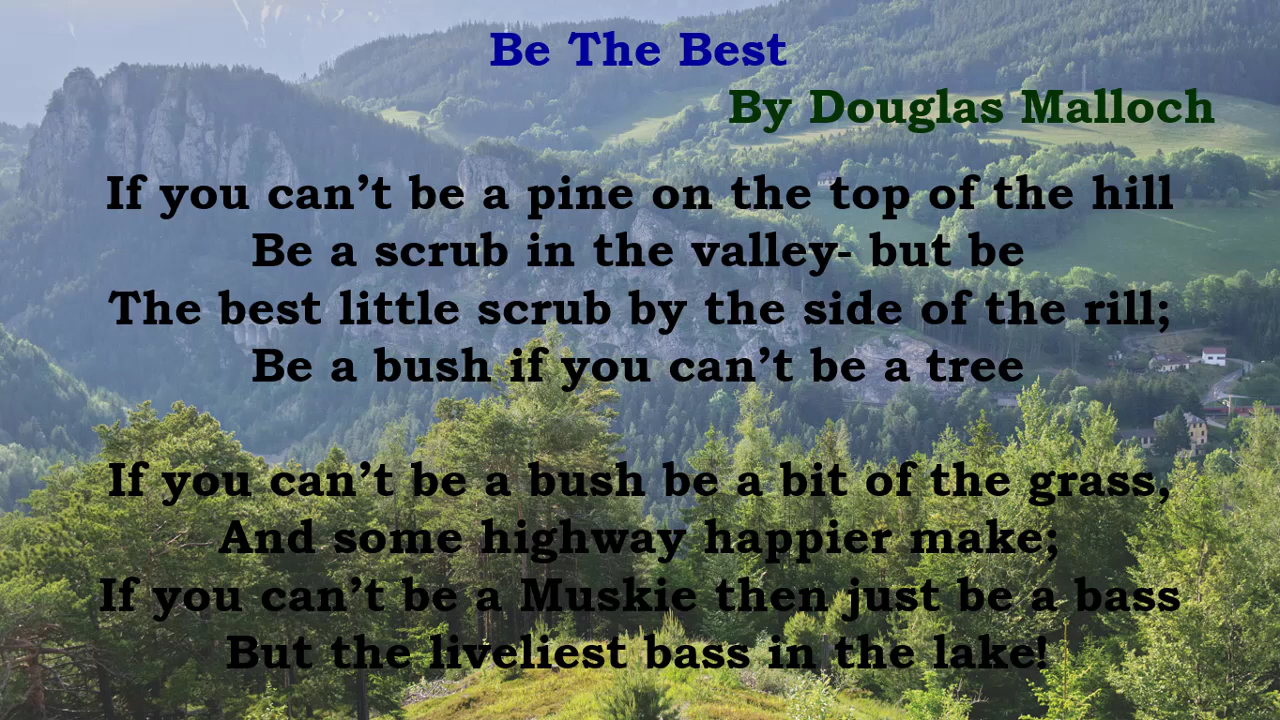 Be The Best
By Douglas Malloch
If you can’t be a pine on the top of the hill
Be a scrub in the valley- but be
The best little scrub by the side of the rill;
Be a bush if you can’t be a tree
If you can’t be a bush be a bit of the grass,
And some highway happier make;
If you can’t be a Muskie then just be a bass
But the liveliest bass in the lake!